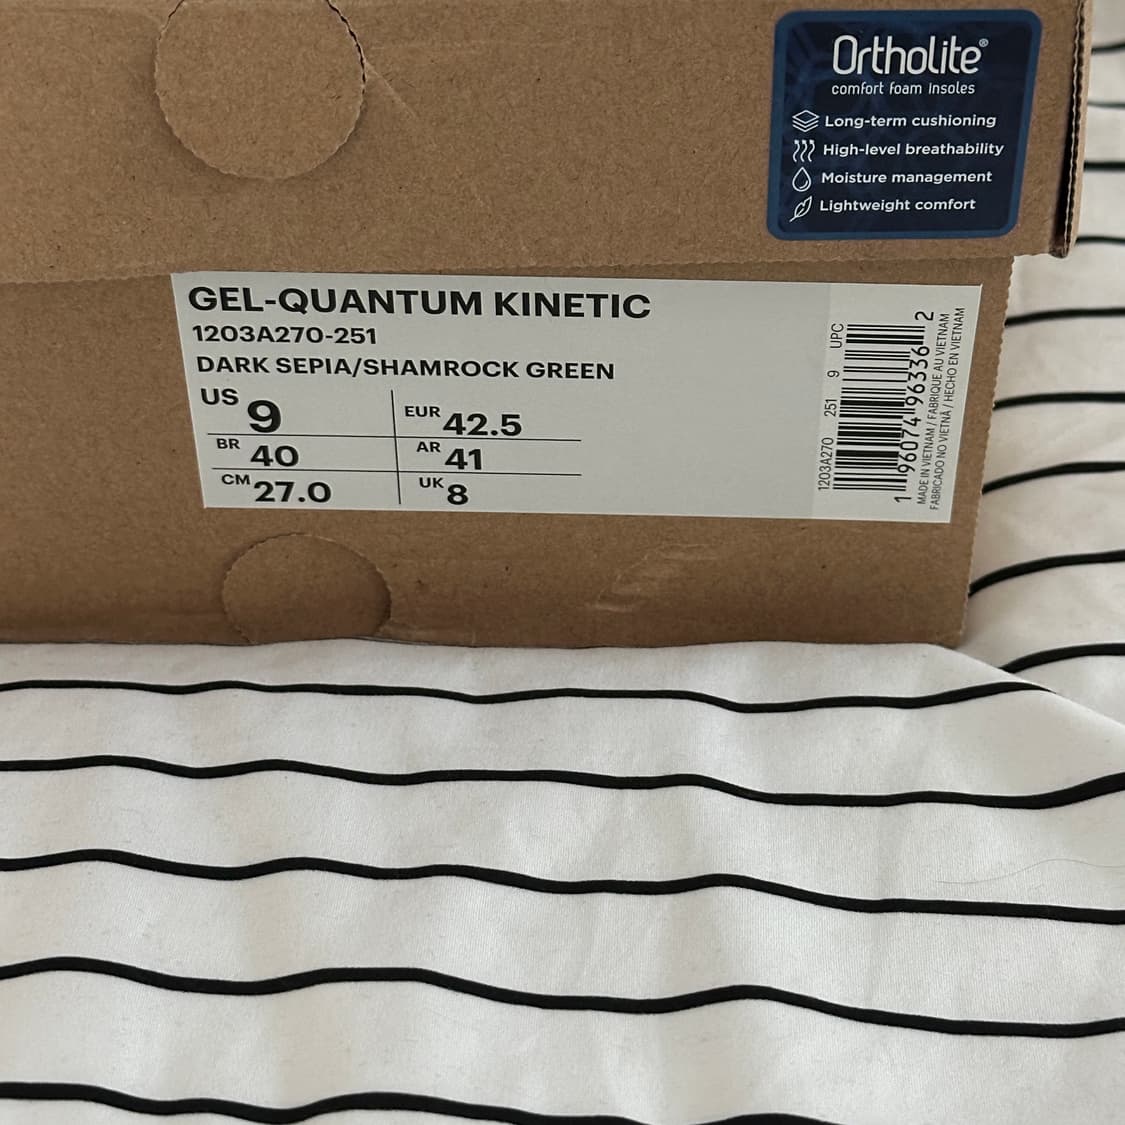 Ortholite®
comfort foam insoles
Long-term cushioning
High-level breathability
Moisture management
Lightweight comfort
GEL-QUANTUM KINETIC
1203A270-251
DARK SEPIA/SHAMROCK GREEN
US 9
EUR 42.5
BR 40
AR 41
CM 27.0
UK 8
1203A270 251 9 UPC
1 96074 96336 2
MADE IN VIETNAM / FABRIQUE AU VIETNAM
FABRICADO NO VIETNÃ / HECHO EN VIETNAM